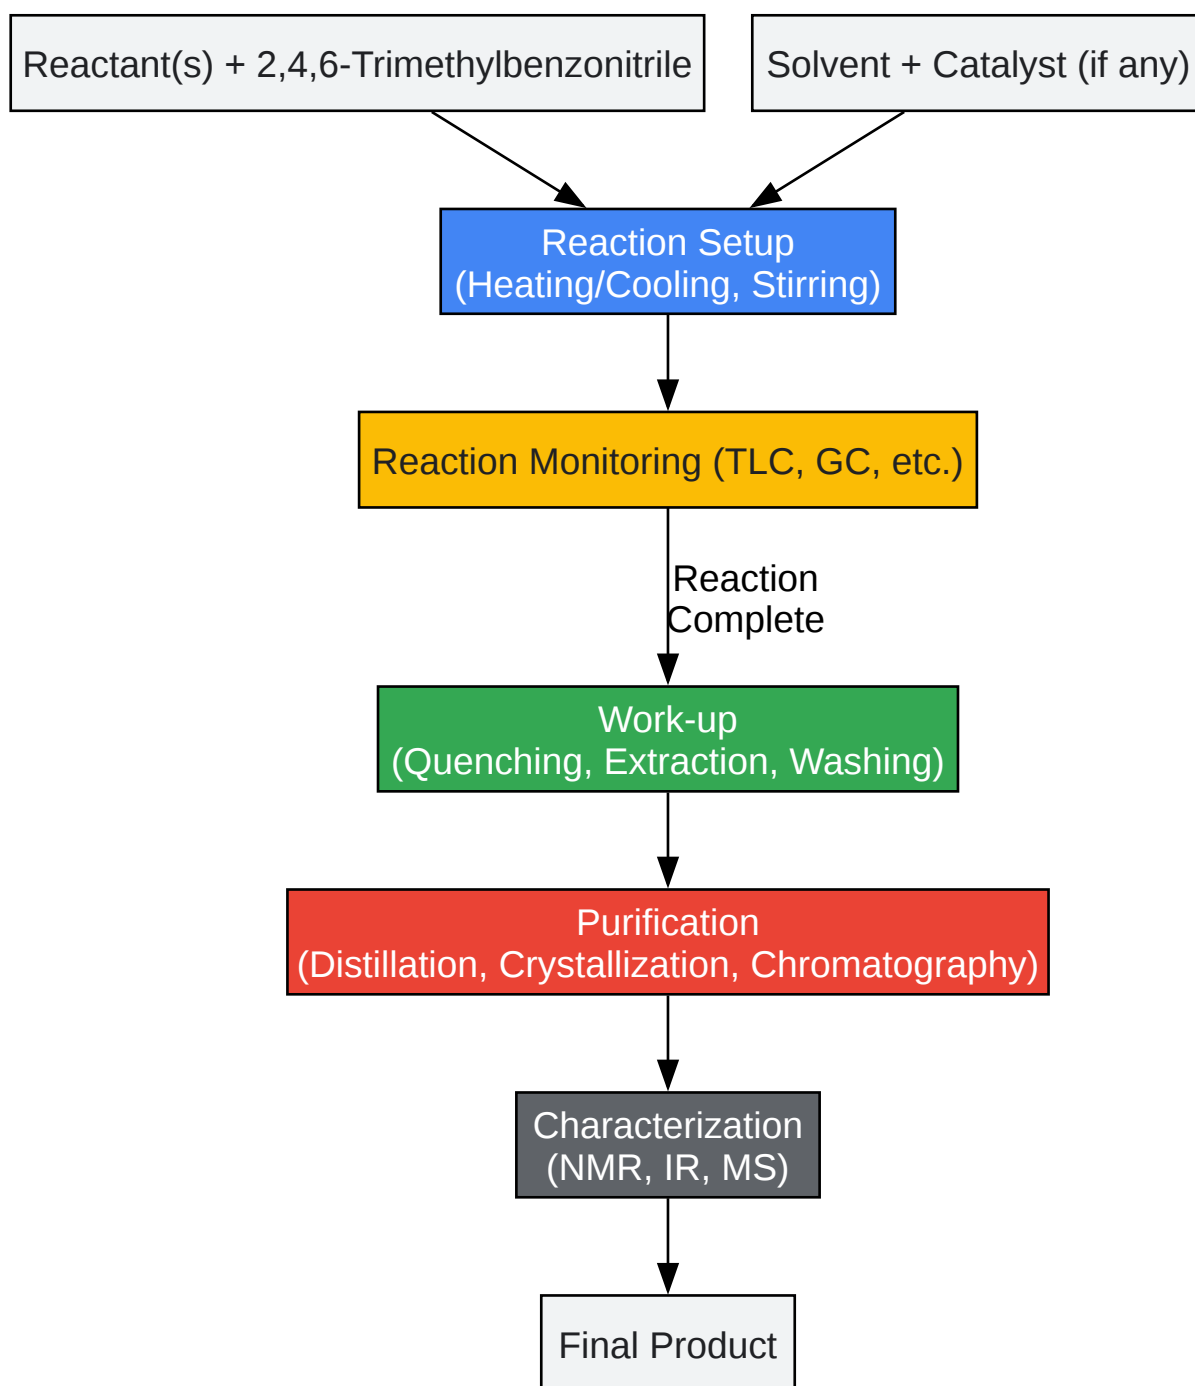 Reactant(s) + 2,4,6-Trimethylbenzonitrile
Solvent + Catalyst (if any)
Reaction Setup
(Heating/Cooling, Stirring)
Reaction Monitoring (TLC, GC, etc.)
Reaction
Complete
Work-up
(Quenching, Extraction, Washing)
Purification
(Distillation, Crystallization, Chromatography)
Characterization
(NMR, IR, MS)
Final Product